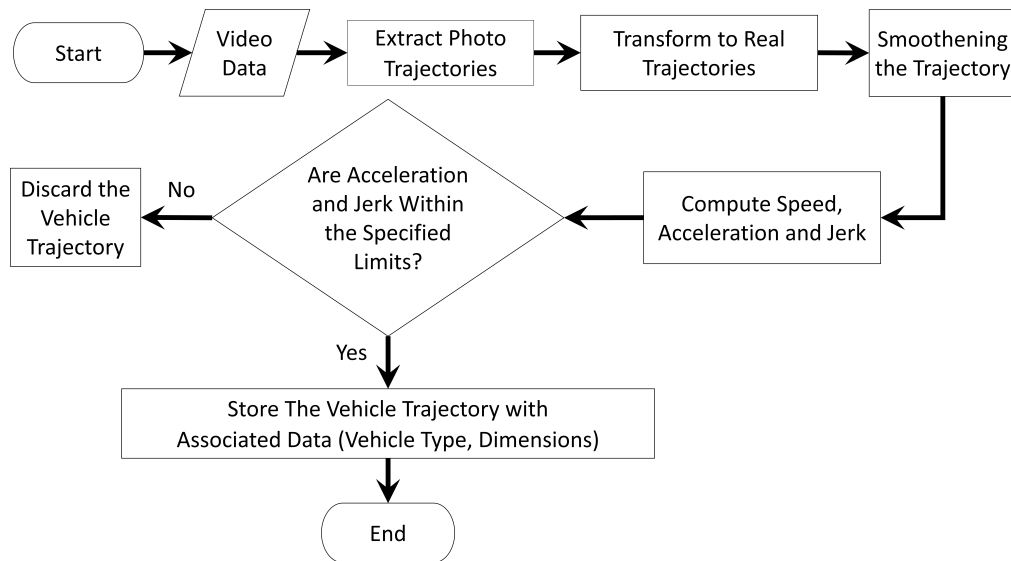 Start
Video
Data
Extract Photo
Trajectories
Transform to Real
Trajectories
Smoothening
the Trajectory
Compute Speed,
Acceleration and Jerk
Are Acceleration
and Jerk Within
the Specified
Limits?
No
Discard the
Vehicle
Trajectory
Yes
Store The Vehicle Trajectory with
Associated Data (Vehicle Type, Dimensions)
End